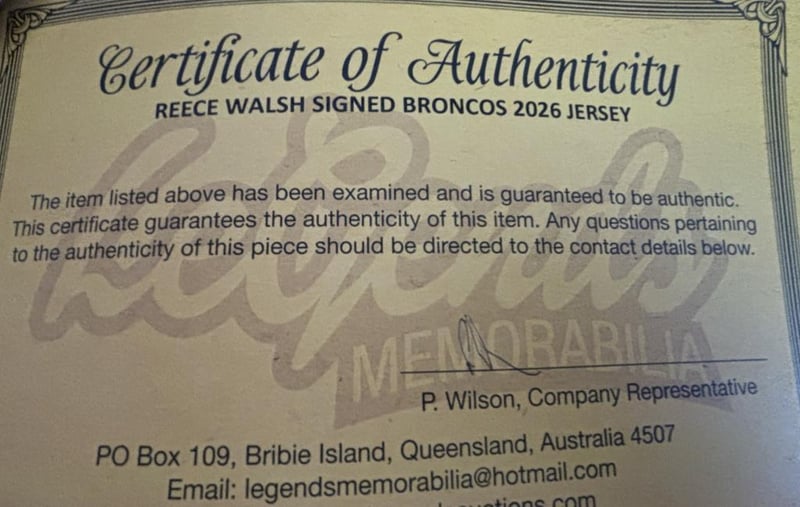 Certificate of Authenticity
REECE WALSH SIGNED BRONCOS 2026 JERSEY
The item listed above has been examined and is guaranteed to be authentic.
This certificate guarantees the authenticity of this item. Any questions pertaining
to the authenticity of this piece should be directed to the contact details below.
Legends
MEMORABILIA
P. Wilson, Company Representative
PO Box 109, Bribie Island, Queensland, Australia 4507
Email: legendsmemorabilia@hotmail.com